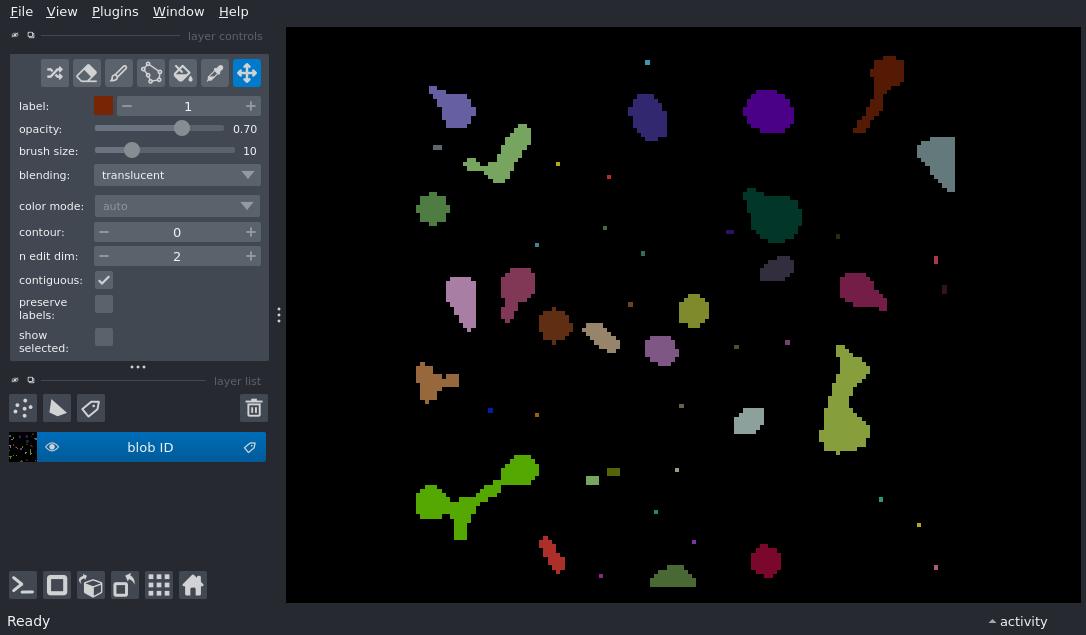 File View Plugins Window Help
layer controls
label: 1
opacity: 0.70
brush size: 10
blending: translucent
color mode: auto
contour: 0
n edit dim: 2
contiguous:
preserve
labels:
show
selected:
layer list
blob ID
Ready
activity